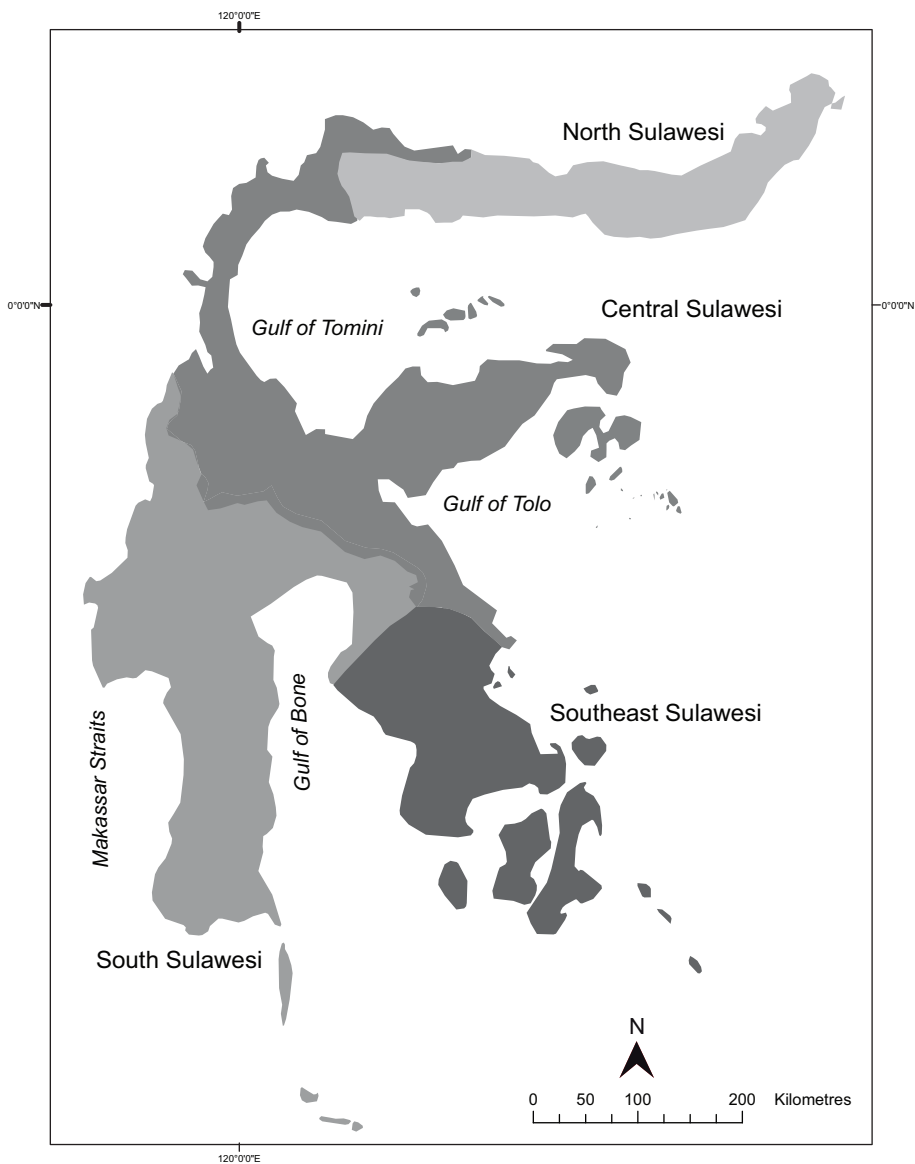 120°0'0"E
North Sulawesi
0°0'0"N
0°0'0"N
Central Sulawesi
Gulf of Tomini
Gulf of Tolo
Gulf of Bone
Southeast Sulawesi
Makassar Straits
South Sulawesi
N
0 50 100 200 Kilometres
120°0'0"E